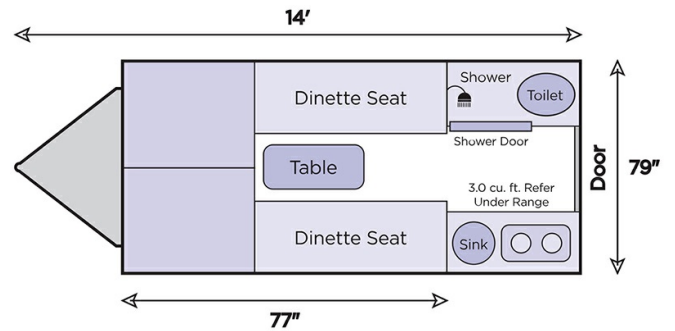 14'
Shower
Dinette Seat
Toilet
Shower Door
Table
Door
79"
3.0 cu. ft. Refer
Under Range
Dinette Seat
Sink
77"